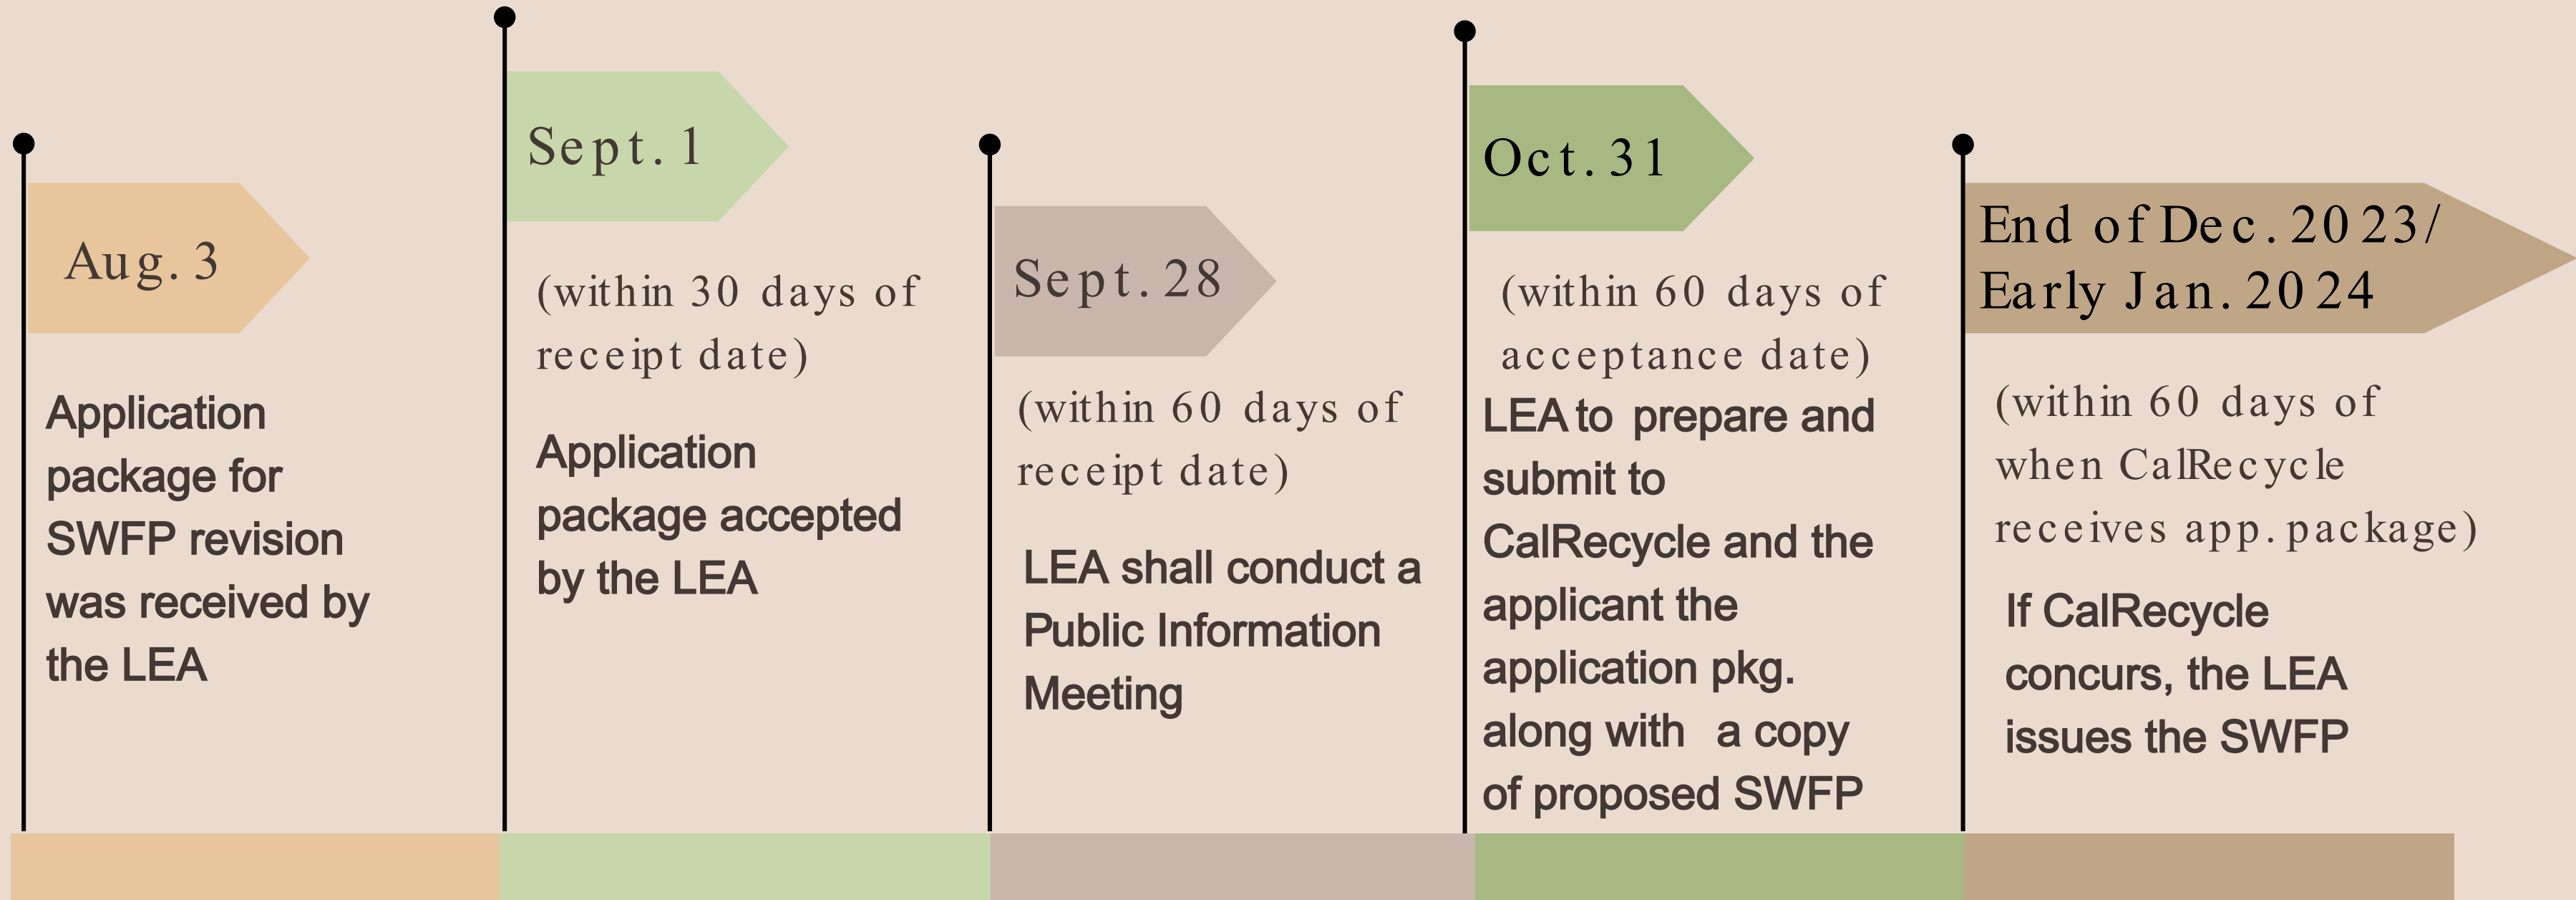 Aug. 3
Application
package for
SWFP revision
was received by
the LEA
Sept. 1
(within 30 days of
receipt date)
Application
package accepted
by the LEA
Sept. 28
(within 60 days of
receipt date)
LEA shall conduct a
Public Information
Meeting
Oct. 31
(within 60 days of
acceptance date)
LEA to prepare and
submit to
CalRecycle and the
applicant the
application pkg.
along with a copy
of proposed SWFP
End of Dec. 2023/
Early Jan. 2024
(within 60 days of
when CalRecycle
receives app. package)
If CalRecycle
concurs, the LEA
issues the SWFP